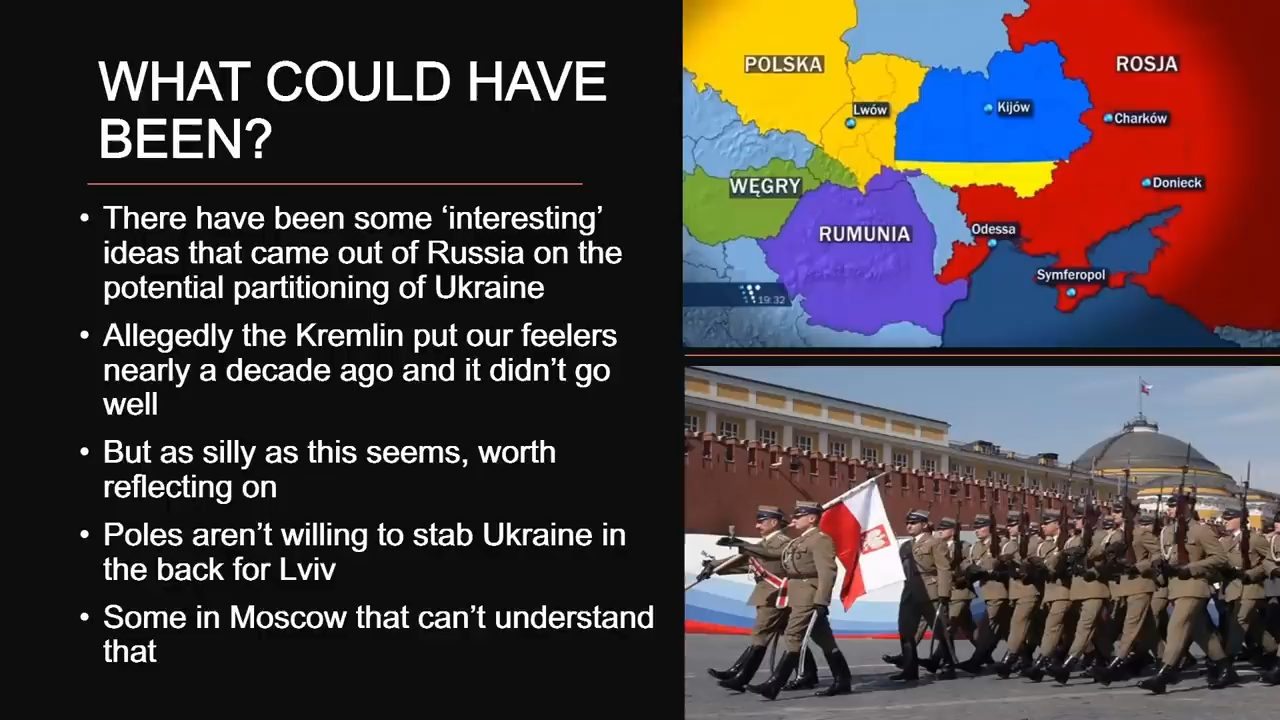 WHAT COULD HAVE
BEEN?
• There have been some ‘interesting’
ideas that came out of Russia on the
potential partitioning of Ukraine
• Allegedly the Kremlin put our feelers
nearly a decade ago and it didn’t go
well
• But as silly as this seems, worth
reflecting on
• Poles aren’t willing to stab Ukraine in
the back for Lviv
• Some in Moscow that can’t understand
that
POLSKA
ROSJA
Lwów
Kijów
Charków
WĘGRY
Donieck
RUMUNIA
Odessa
Symferopol
19:32